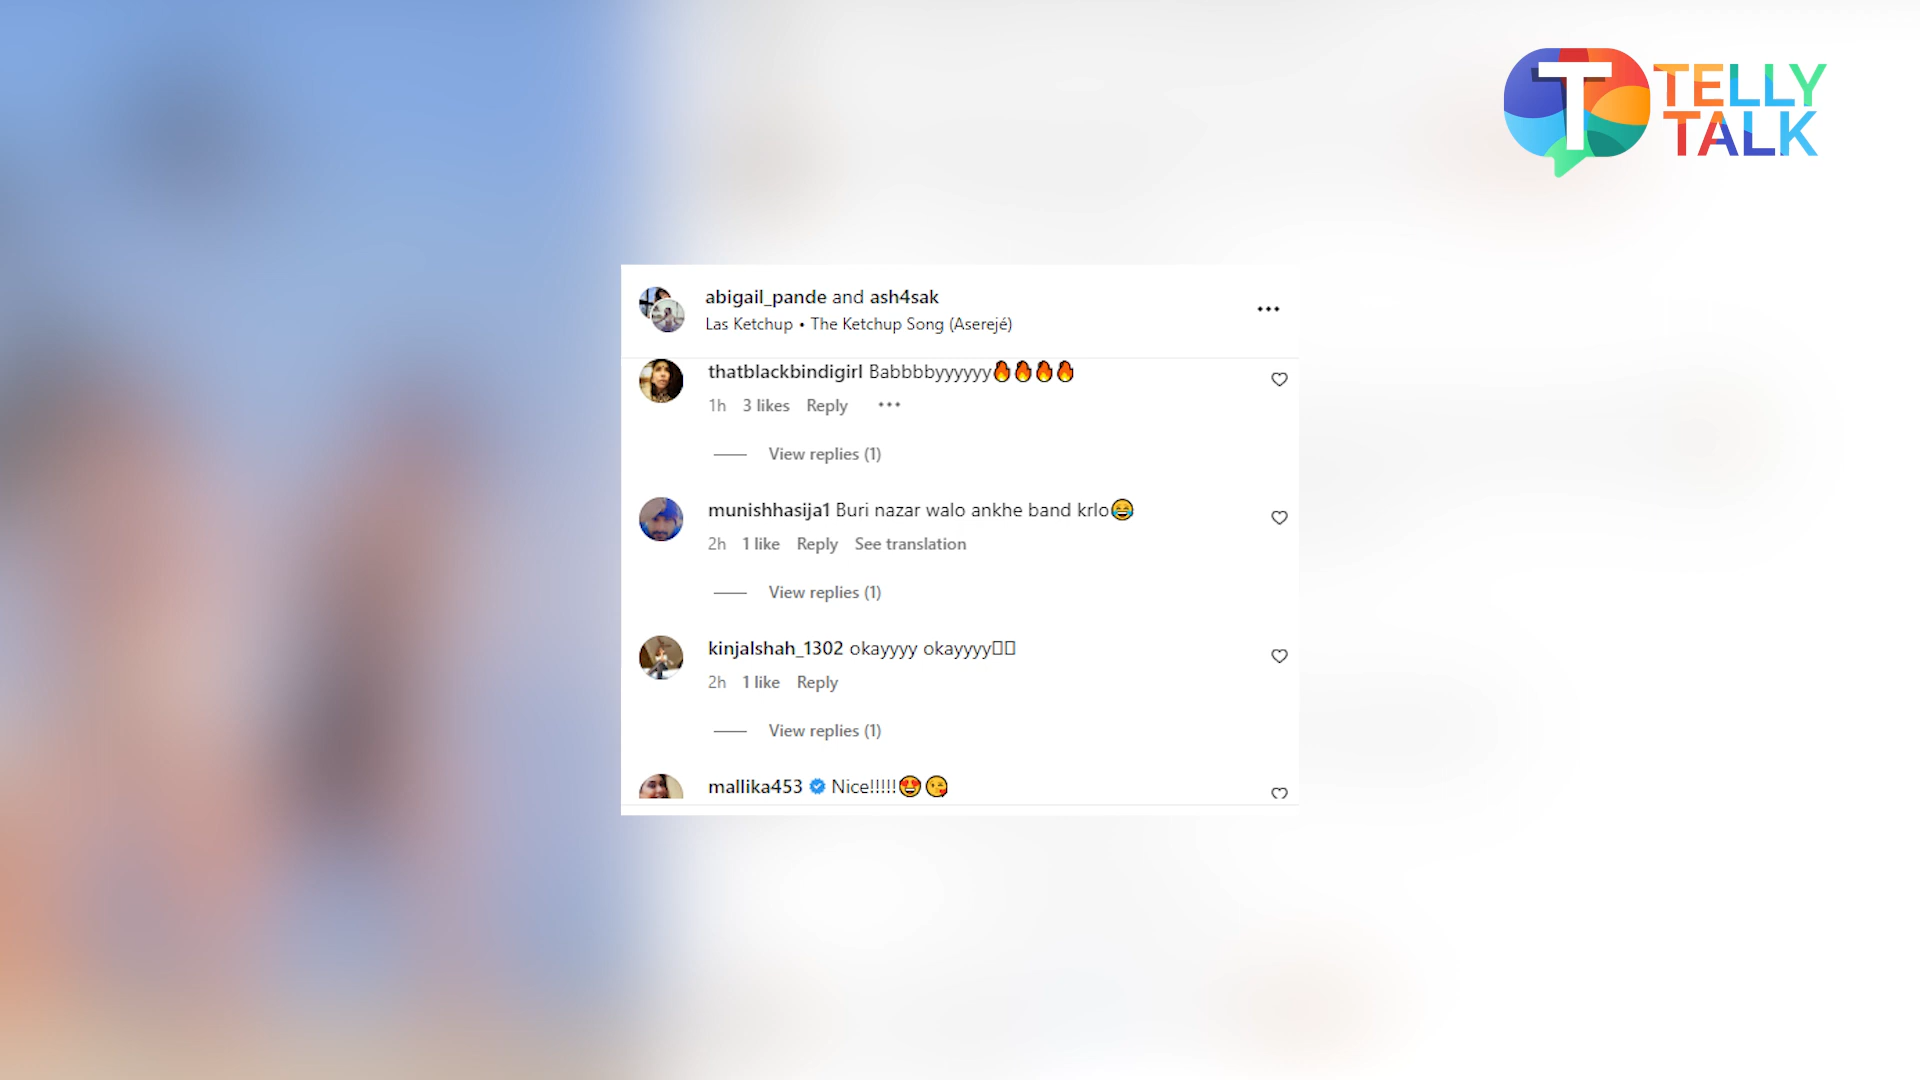 TELLY
TALK
abigail_pande and ash4sak
Las Ketchup • The Ketchup Song (Aserejé)
thatblackbindigirl Babbbbyyyyyy🔥🔥🔥🔥
1h 3 likes Reply •••
View replies (1)
munishhasija1 Buri nazar walo ankhe band krlo😂
2h 1 like Reply See translation
View replies (1)
kinjalshah_1302 okayyyy okayyyy▯▯
2h 1 like Reply
View replies (1)
mallika453 Nice!!!!!😍😘